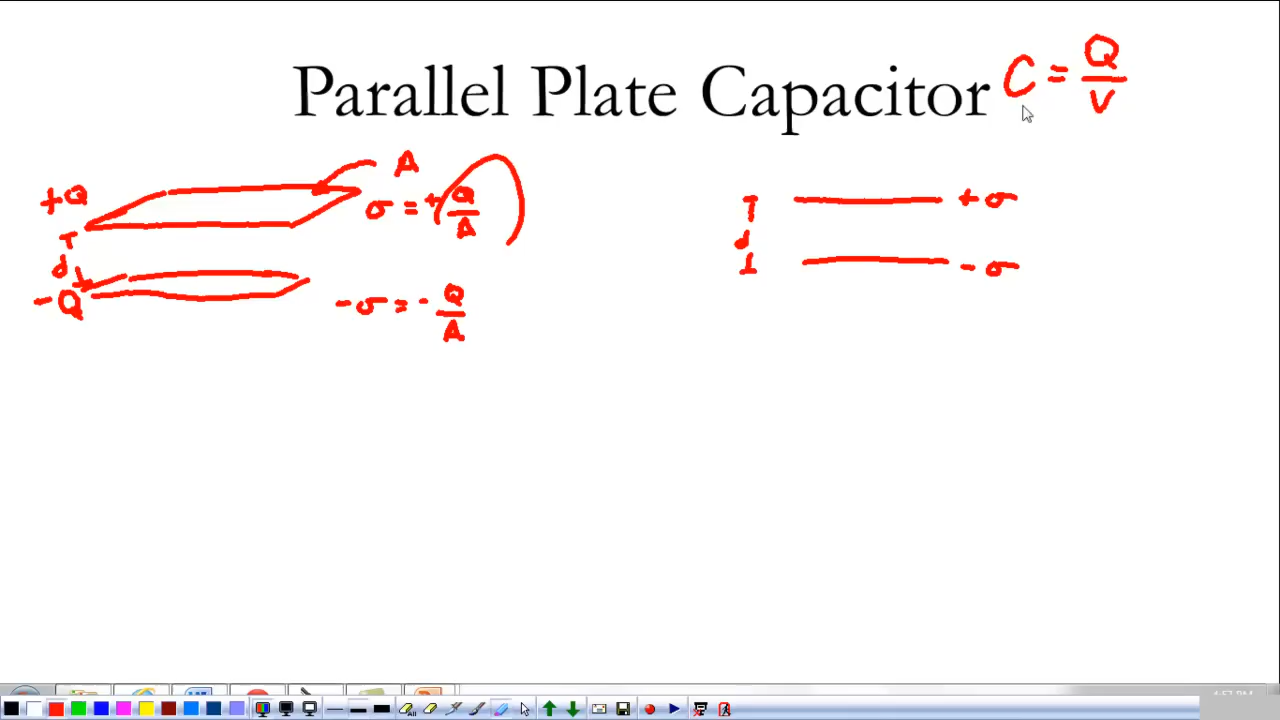 Parallel Plate Capacitor C = Q/V
+Q
A
σ = + Q/A
d
-Q
-σ = - Q/A
+σ
d
-σ